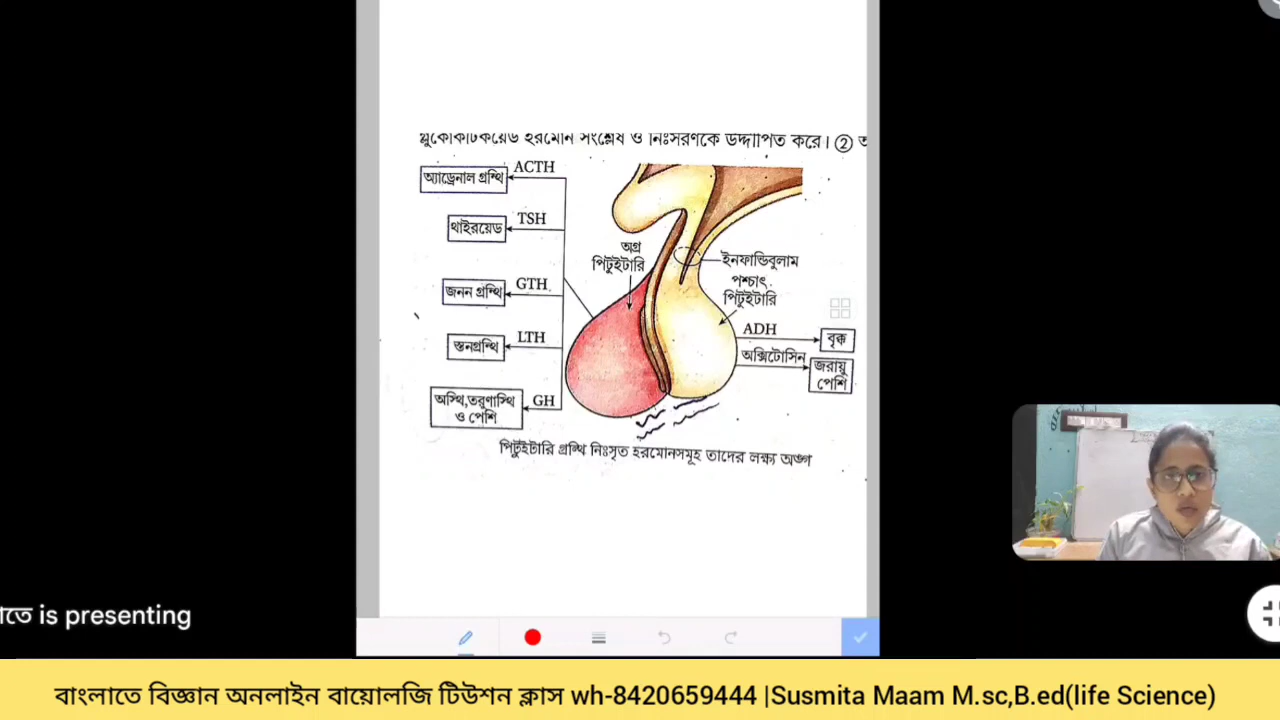 গ্লুকোকর্টিকয়েড হরমোন সংশ্লেষ ও নিঃসরণকে উদ্দীপিত করে। ②
অ্যাড্রেনাল গ্রন্থি
ACTH
থাইরয়েড
TSH
জনন গ্রন্থি
GTH
স্তনগ্রন্থি
LTH
অস্থি,তরুণাস্থি
ও পেশি
GH
অগ্র
পিটুইটারি
ইনফান্ডিবুলাম
পশ্চাৎ
পিটুইটারি
ADH
বৃক্ক
অক্সিটোসিন
জরায়ু
পেশি
পিটুইটারি গ্রন্থি নিঃসৃত হরমোনসমূহ তাদের লক্ষ্য অঙ্গ
is presenting
বাংলাতে বিজ্ঞান অনলাইন বায়োলজি টিউশন ক্লাস wh-8420659444 |Susmita Maam M.sc,B.ed(life Science)